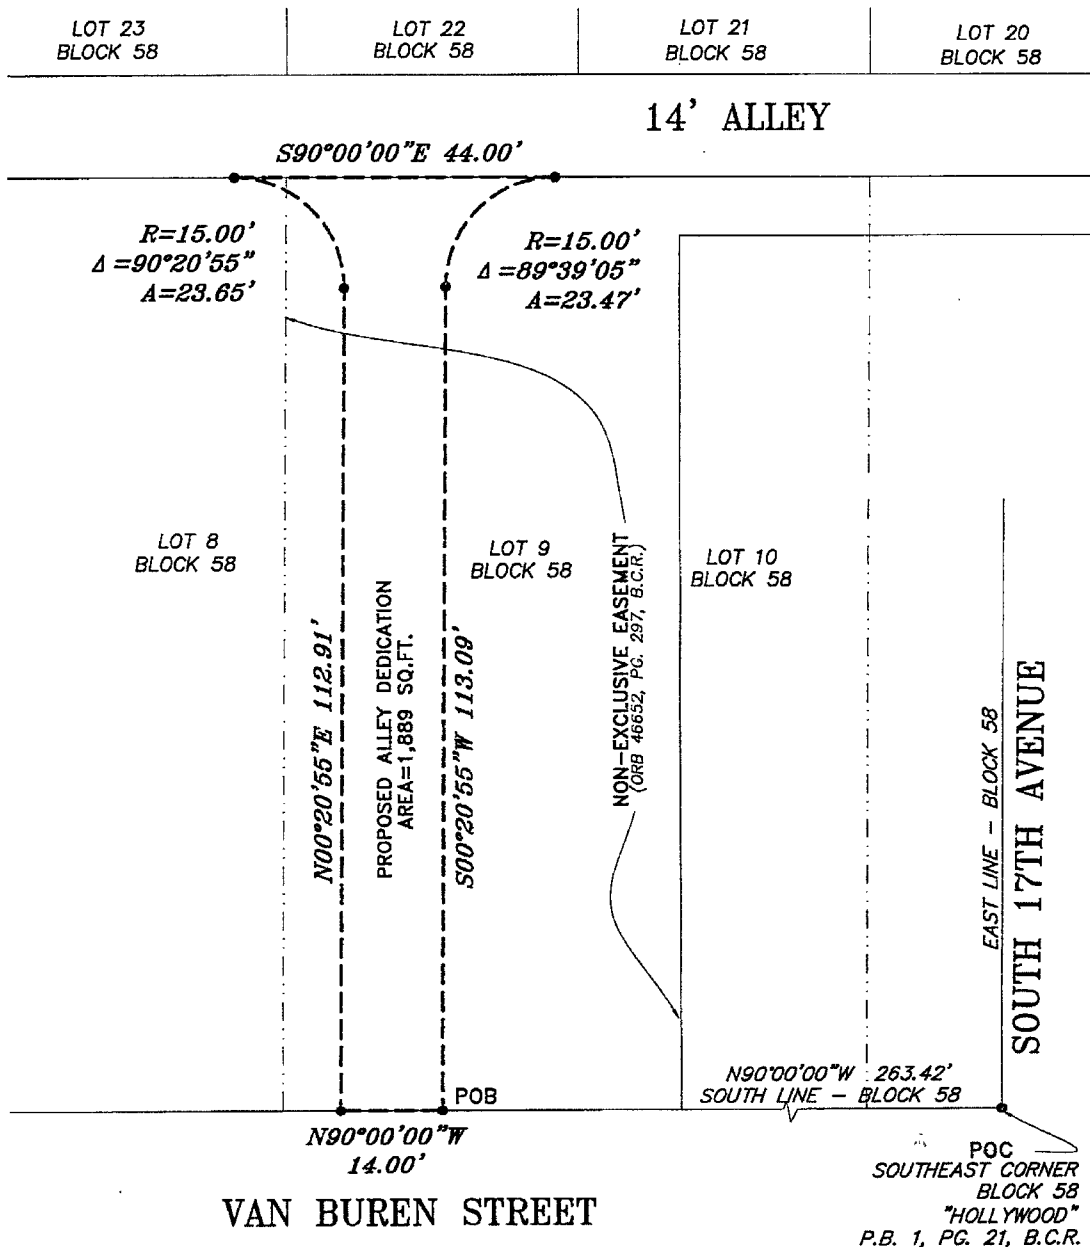 LOT 23
BLOCK 58
LOT 22
BLOCK 58
LOT 21
BLOCK 58
LOT 20
BLOCK 58
14' ALLEY
S90°00'00"E 44.00'
R=15.00'
Δ=90°20'55"
A=23.65'
R=15.00'
Δ=89°39'05"
A=23.47'
LOT 8
BLOCK 58
LOT 9
BLOCK 58
LOT 10
BLOCK 58
N00°20'55"E 112.91'
PROPOSED ALLEY DEDICATION
AREA=1,889 SQ.FT.
S00°20'55"W 113.09'
NON-EXCLUSIVE EASEMENT
(ORB 46652, PG. 297, B.C.R.)
EAST LINE - BLOCK 58
SOUTH 17TH AVENUE
N90°00'00"W 263.42'
SOUTH LINE - BLOCK 58
POB
N90°00'00"W
14.00'
POC
SOUTHEAST CORNER
BLOCK 58
"HOLLYWOOD"
P.B. 1, PG. 21, B.C.R.
VAN BUREN STREET